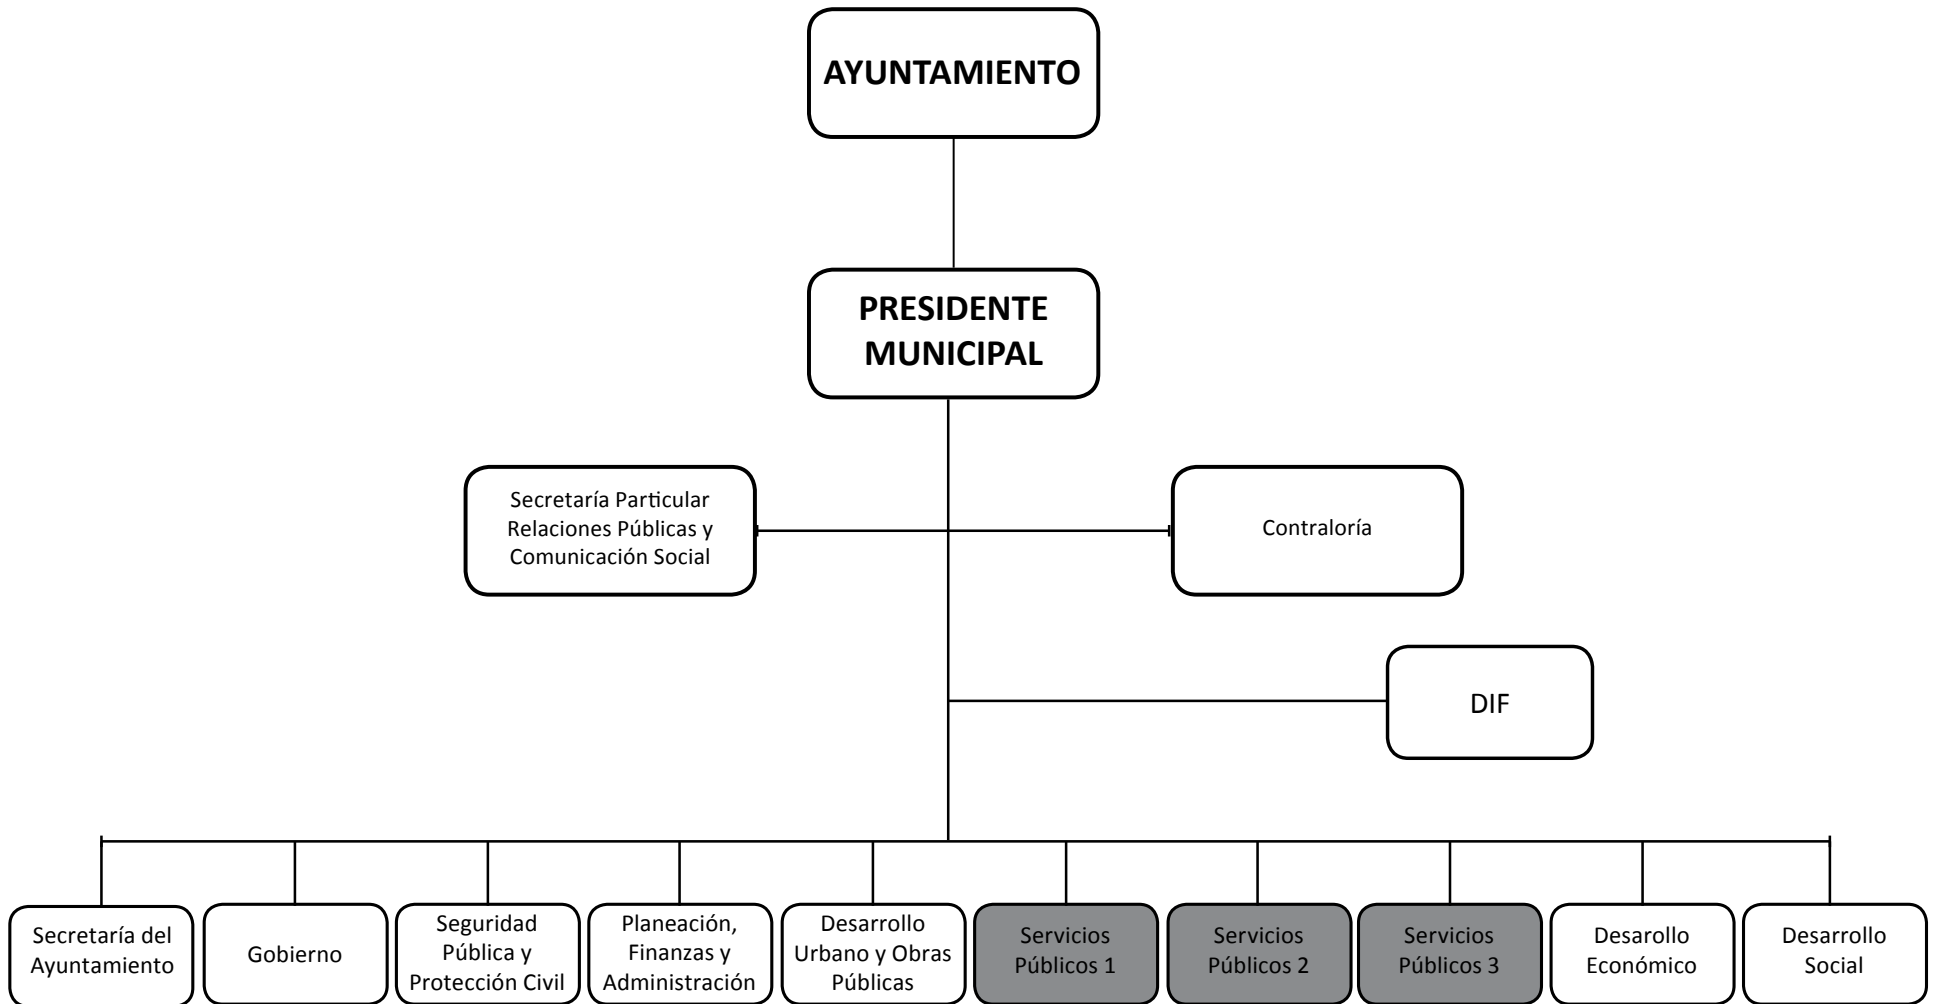 AYUNTAMIENTO
PRESIDENTE
MUNICIPAL
Secretaría Particular
Relaciones Públicas y
Comunicación Social
Contraloría
DIF
Secretaría del
Ayuntamiento
Gobierno
Seguridad
Pública y
Protección Civil
Planeación,
Finanzas y
Administración
Desarrollo
Urbano y Obras
Públicas
Servicios
Públicos 1
Servicios
Públicos 2
Servicios
Públicos 3
Desarollo
Económico
Desarrollo
Social